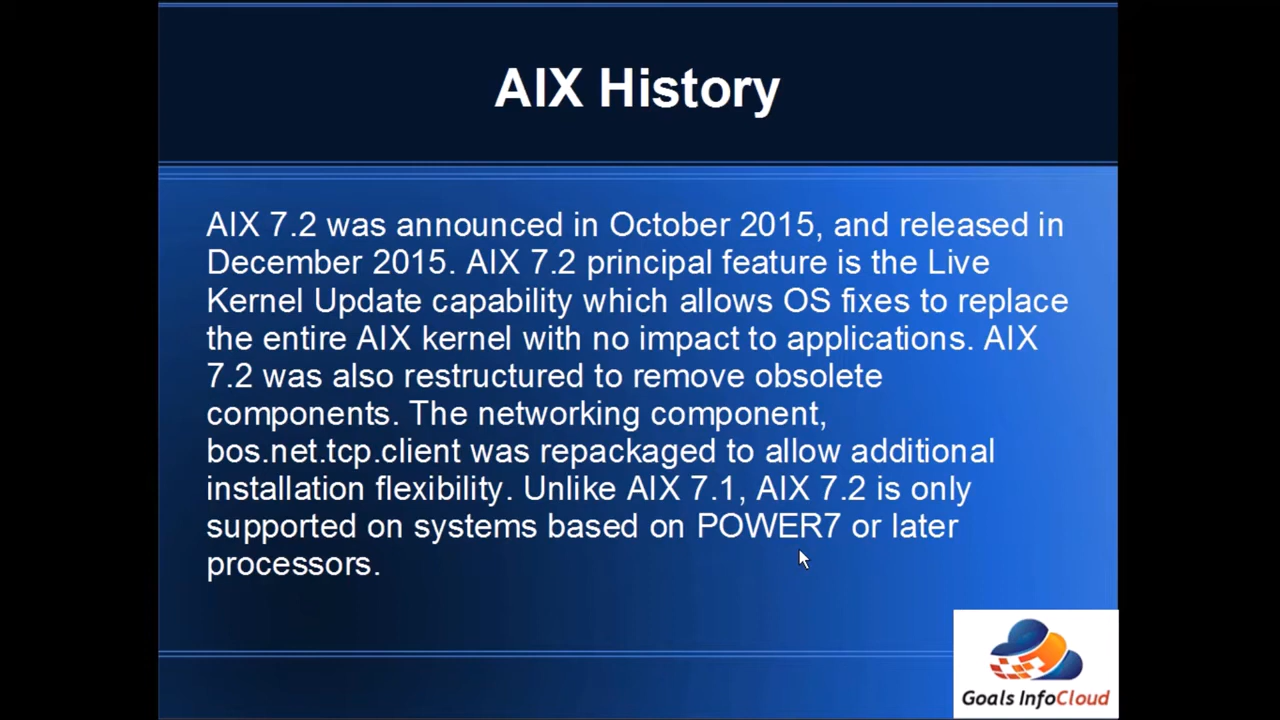 AIX History
AIX 7.2 was announced in October 2015, and released in
December 2015. AIX 7.2 principal feature is the Live
Kernel Update capability which allows OS fixes to replace
the entire AIX kernel with no impact to applications. AIX
7.2 was also restructured to remove obsolete
components. The networking component,
bos.net.tcp.client was repackaged to allow additional
installation flexibility. Unlike AIX 7.1, AIX 7.2 is only
supported on systems based on POWER7 or later
processors.
Goals InfoCloud